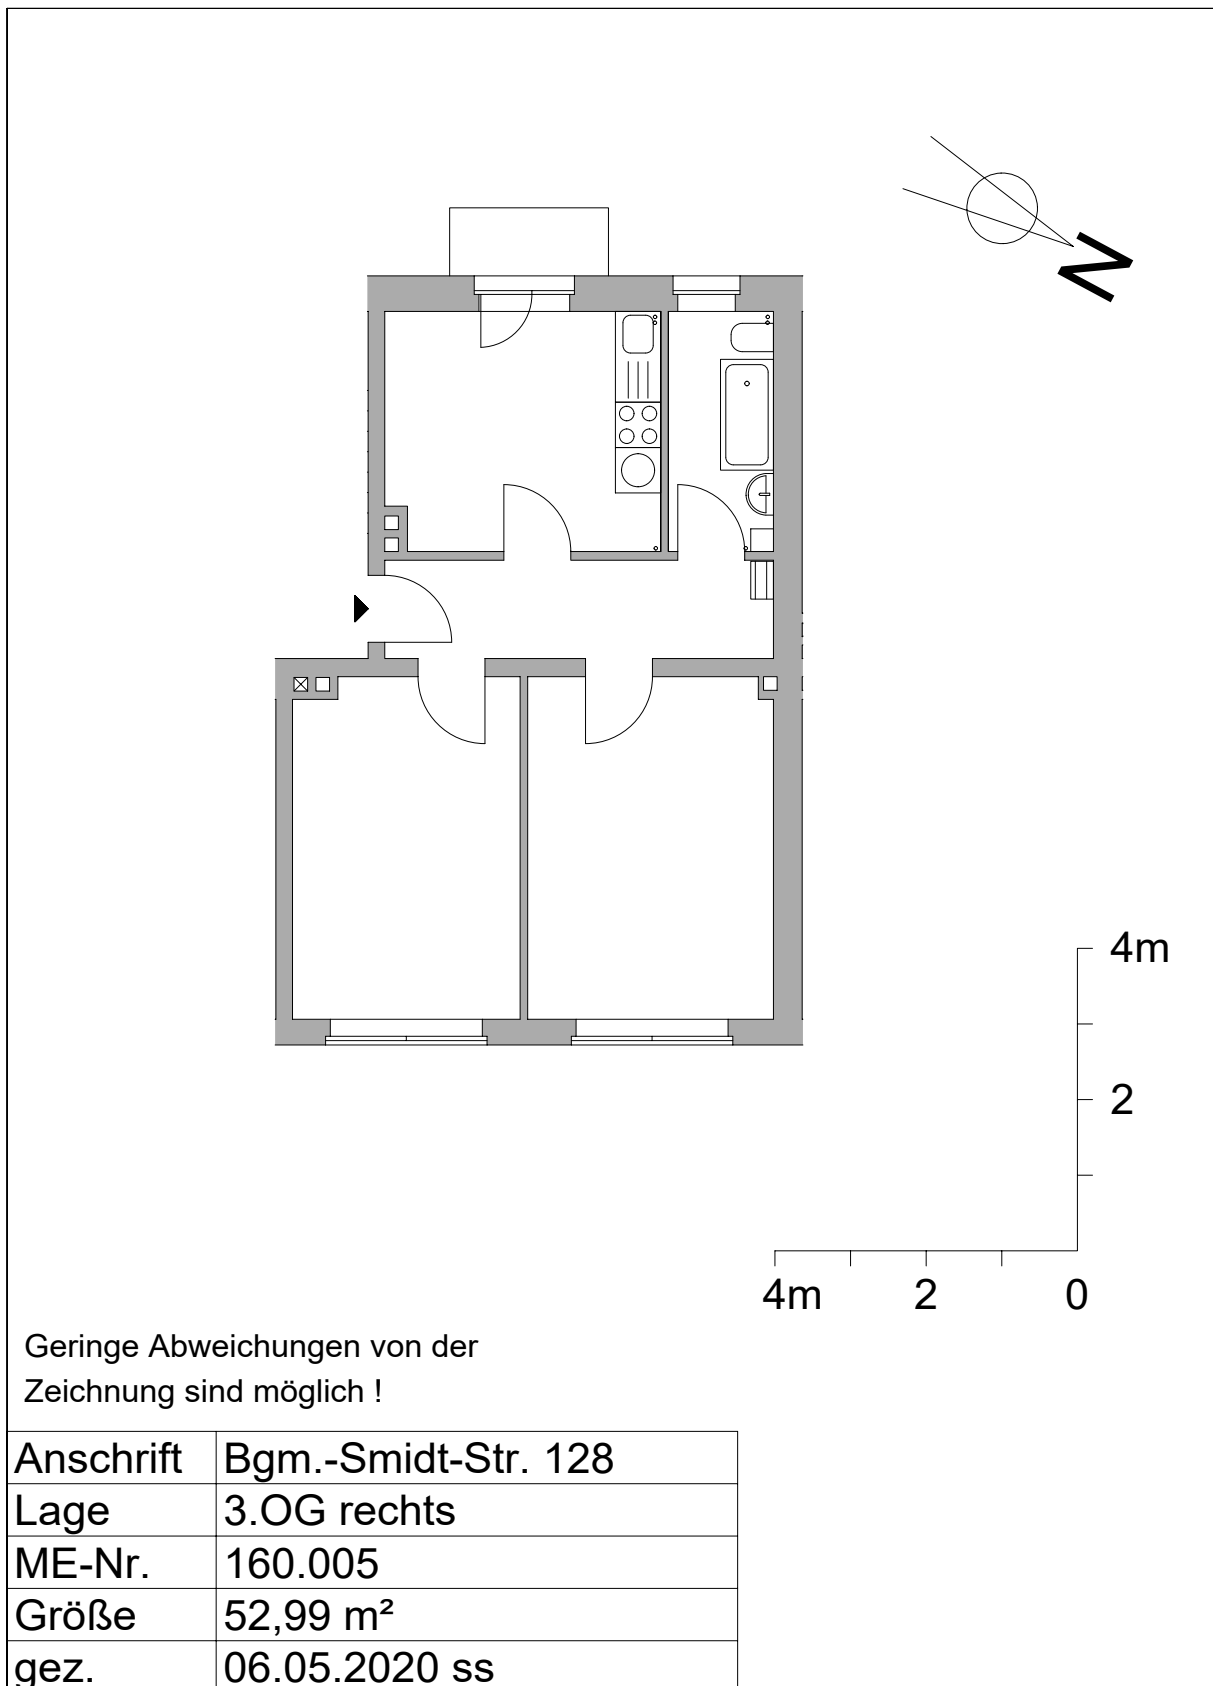 N
4m
2
4m 2 0
Geringe Abweichungen von der
Zeichnung sind möglich !
Anschrift Bgm.-Smidt-Str. 128
Lage 3.OG rechts
ME-Nr. 160.005
Größe 52,99 m²
gez. 06.05.2020 ss